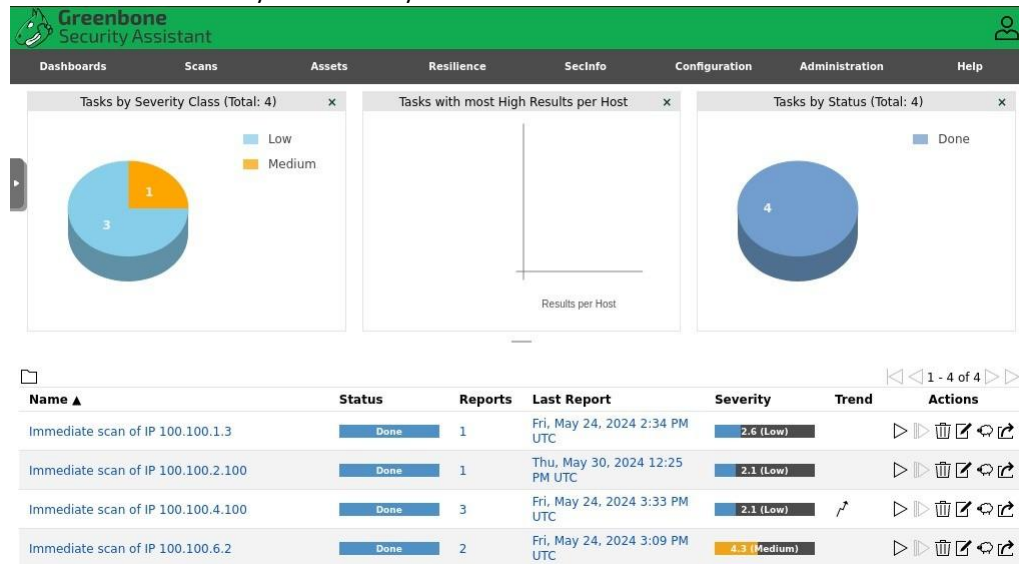 Greenbone
Security Assistant
Dashboards Scans Assets Resilience SecInfo Configuration Administration Help
Tasks by Severity Class (Total: 4) × Tasks with most High Results per Host × Tasks by Status (Total: 4) ×
Low
Medium
1
3
Results per Host
Done
4
1 - 4 of 4
Name ▲ Status Reports Last Report Severity Trend Actions
Immediate scan of IP 100.100.1.3 Done 1 Fri, May 24, 2024 2:34 PM UTC 2.6 (Low)
Immediate scan of IP 100.100.2.100 Done 1 Thu, May 30, 2024 12:25 PM UTC 2.1 (Low)
Immediate scan of IP 100.100.4.100 Done 3 Fri, May 24, 2024 3:33 PM UTC 2.1 (Low)
Immediate scan of IP 100.100.6.2 Done 2 Fri, May 24, 2024 3:09 PM UTC 4.3 (Medium)